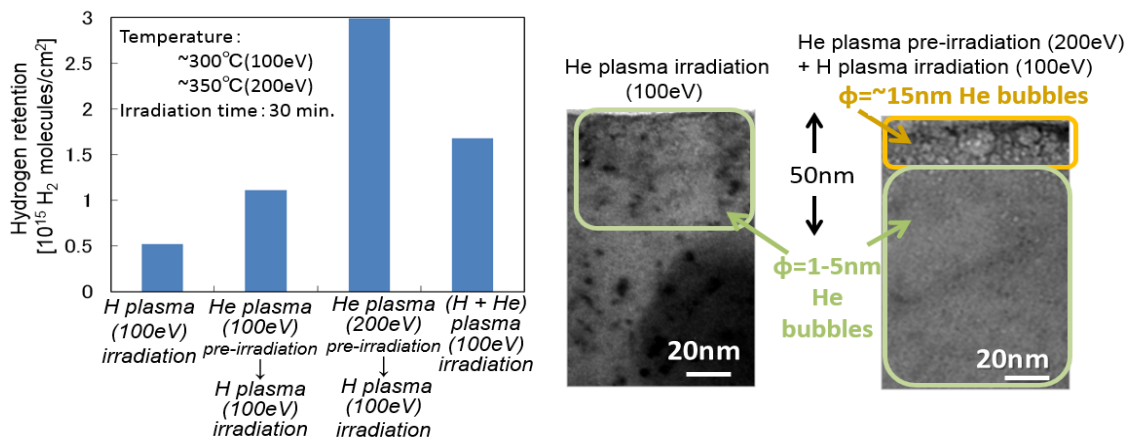 Hydrogen retention
[10¹⁵ H₂ molecules/cm2]
3
2.5
2
1.5
1
0.5
0
Temperature:
~300℃(100eV)
~350℃(200eV)
Irradiation time: 30 min.
H plasma
(100eV)
irradiation
He plasma
(100eV)
pre-irradiation
↓
H plasma
(100eV)
irradiation
He plasma
(200eV)
pre-irradiation
↓
H plasma
(100eV)
irradiation
(H + He)
plasma
(100eV)
irradiation
He plasma irradiation
(100eV)
20nm
50nm
ϕ=1-5nm
He
bubbles
He plasma pre-irradiation (200eV)
+ H plasma irradiation (100eV)
ϕ=~15nm He bubbles
20nm